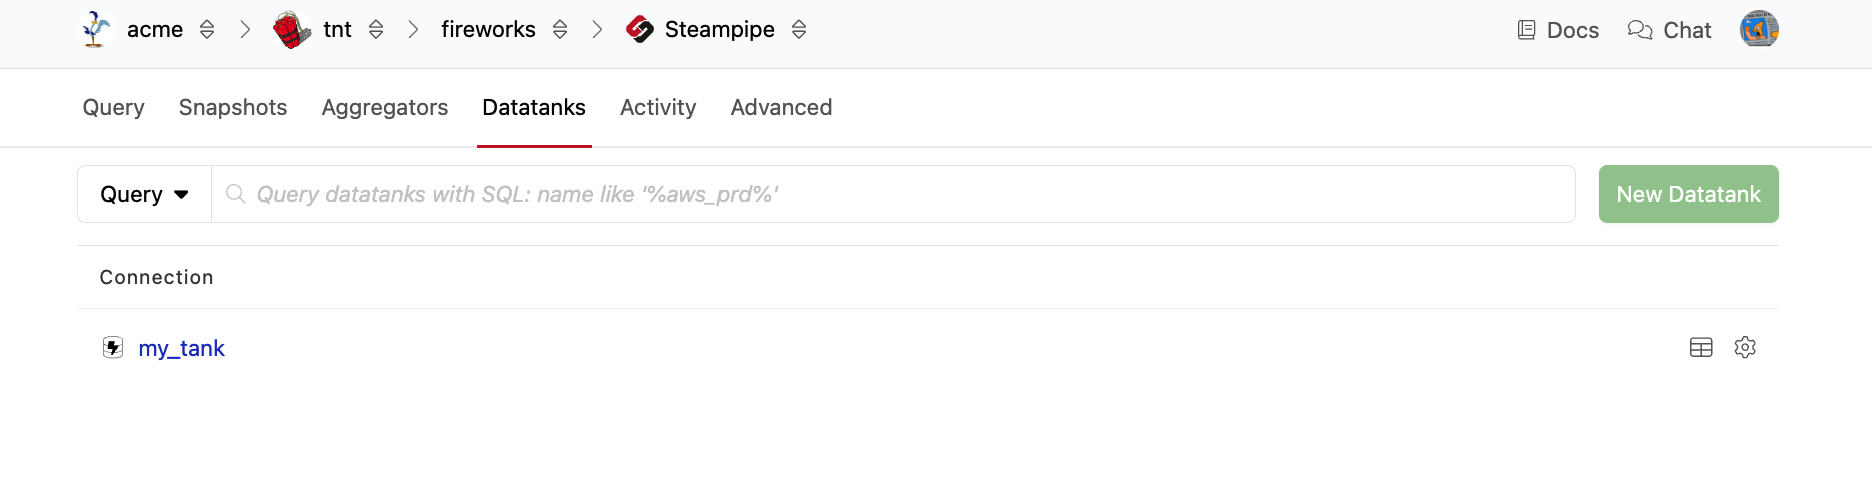 acme tnt fireworks Steampipe Docs Chat
Query Snapshots Aggregators Datatanks Activity Advanced
Query Query datatanks with SQL: name like '%aws_prd%' New Datatank
Connection
my_tank